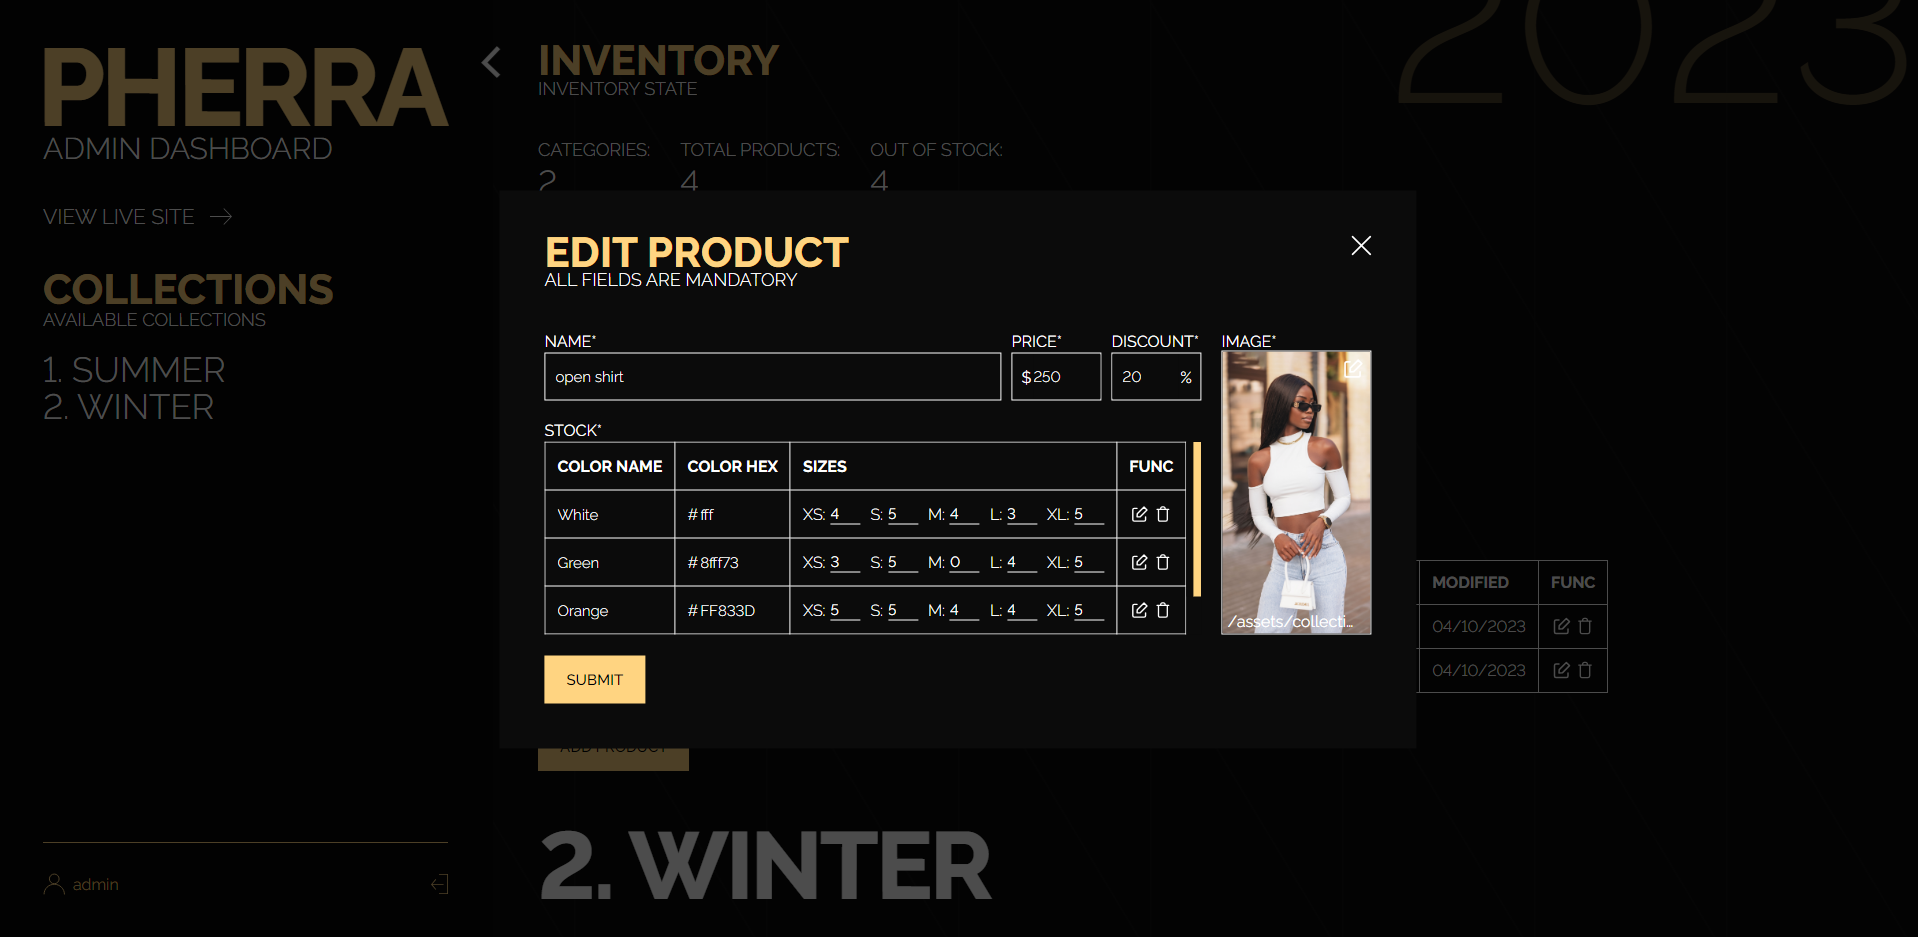 PHERRA
ADMIN DASHBOARD
VIEW LIVE SITE
COLLECTIONS
AVAILABLE COLLECTIONS
1. SUMMER
2. WINTER
admin
2023
INVENTORY
INVENTORY STATE
CATEGORIES: TOTAL PRODUCTS: OUT OF STOCK:
2 4 4
EDIT PRODUCT
ALL FIELDS ARE MANDATORY
NAME* PRICE* DISCOUNT* IMAGE*
open shirt $ 250 20 %
/assets/collecti...
STOCK*
COLOR NAME COLOR HEX SIZES FUNC
White # fff XS: 4 S: 5 M: 4 L: 3 XL: 5
Green # 8fff73 XS: 3 S: 5 M: 0 L: 4 XL: 5
Orange # FF833D XS: 5 S: 5 M: 4 L: 4 XL: 5
SUBMIT
MODIFIED FUNC
04/10/2023
04/10/2023
ADD PRODUCT
2. WINTER